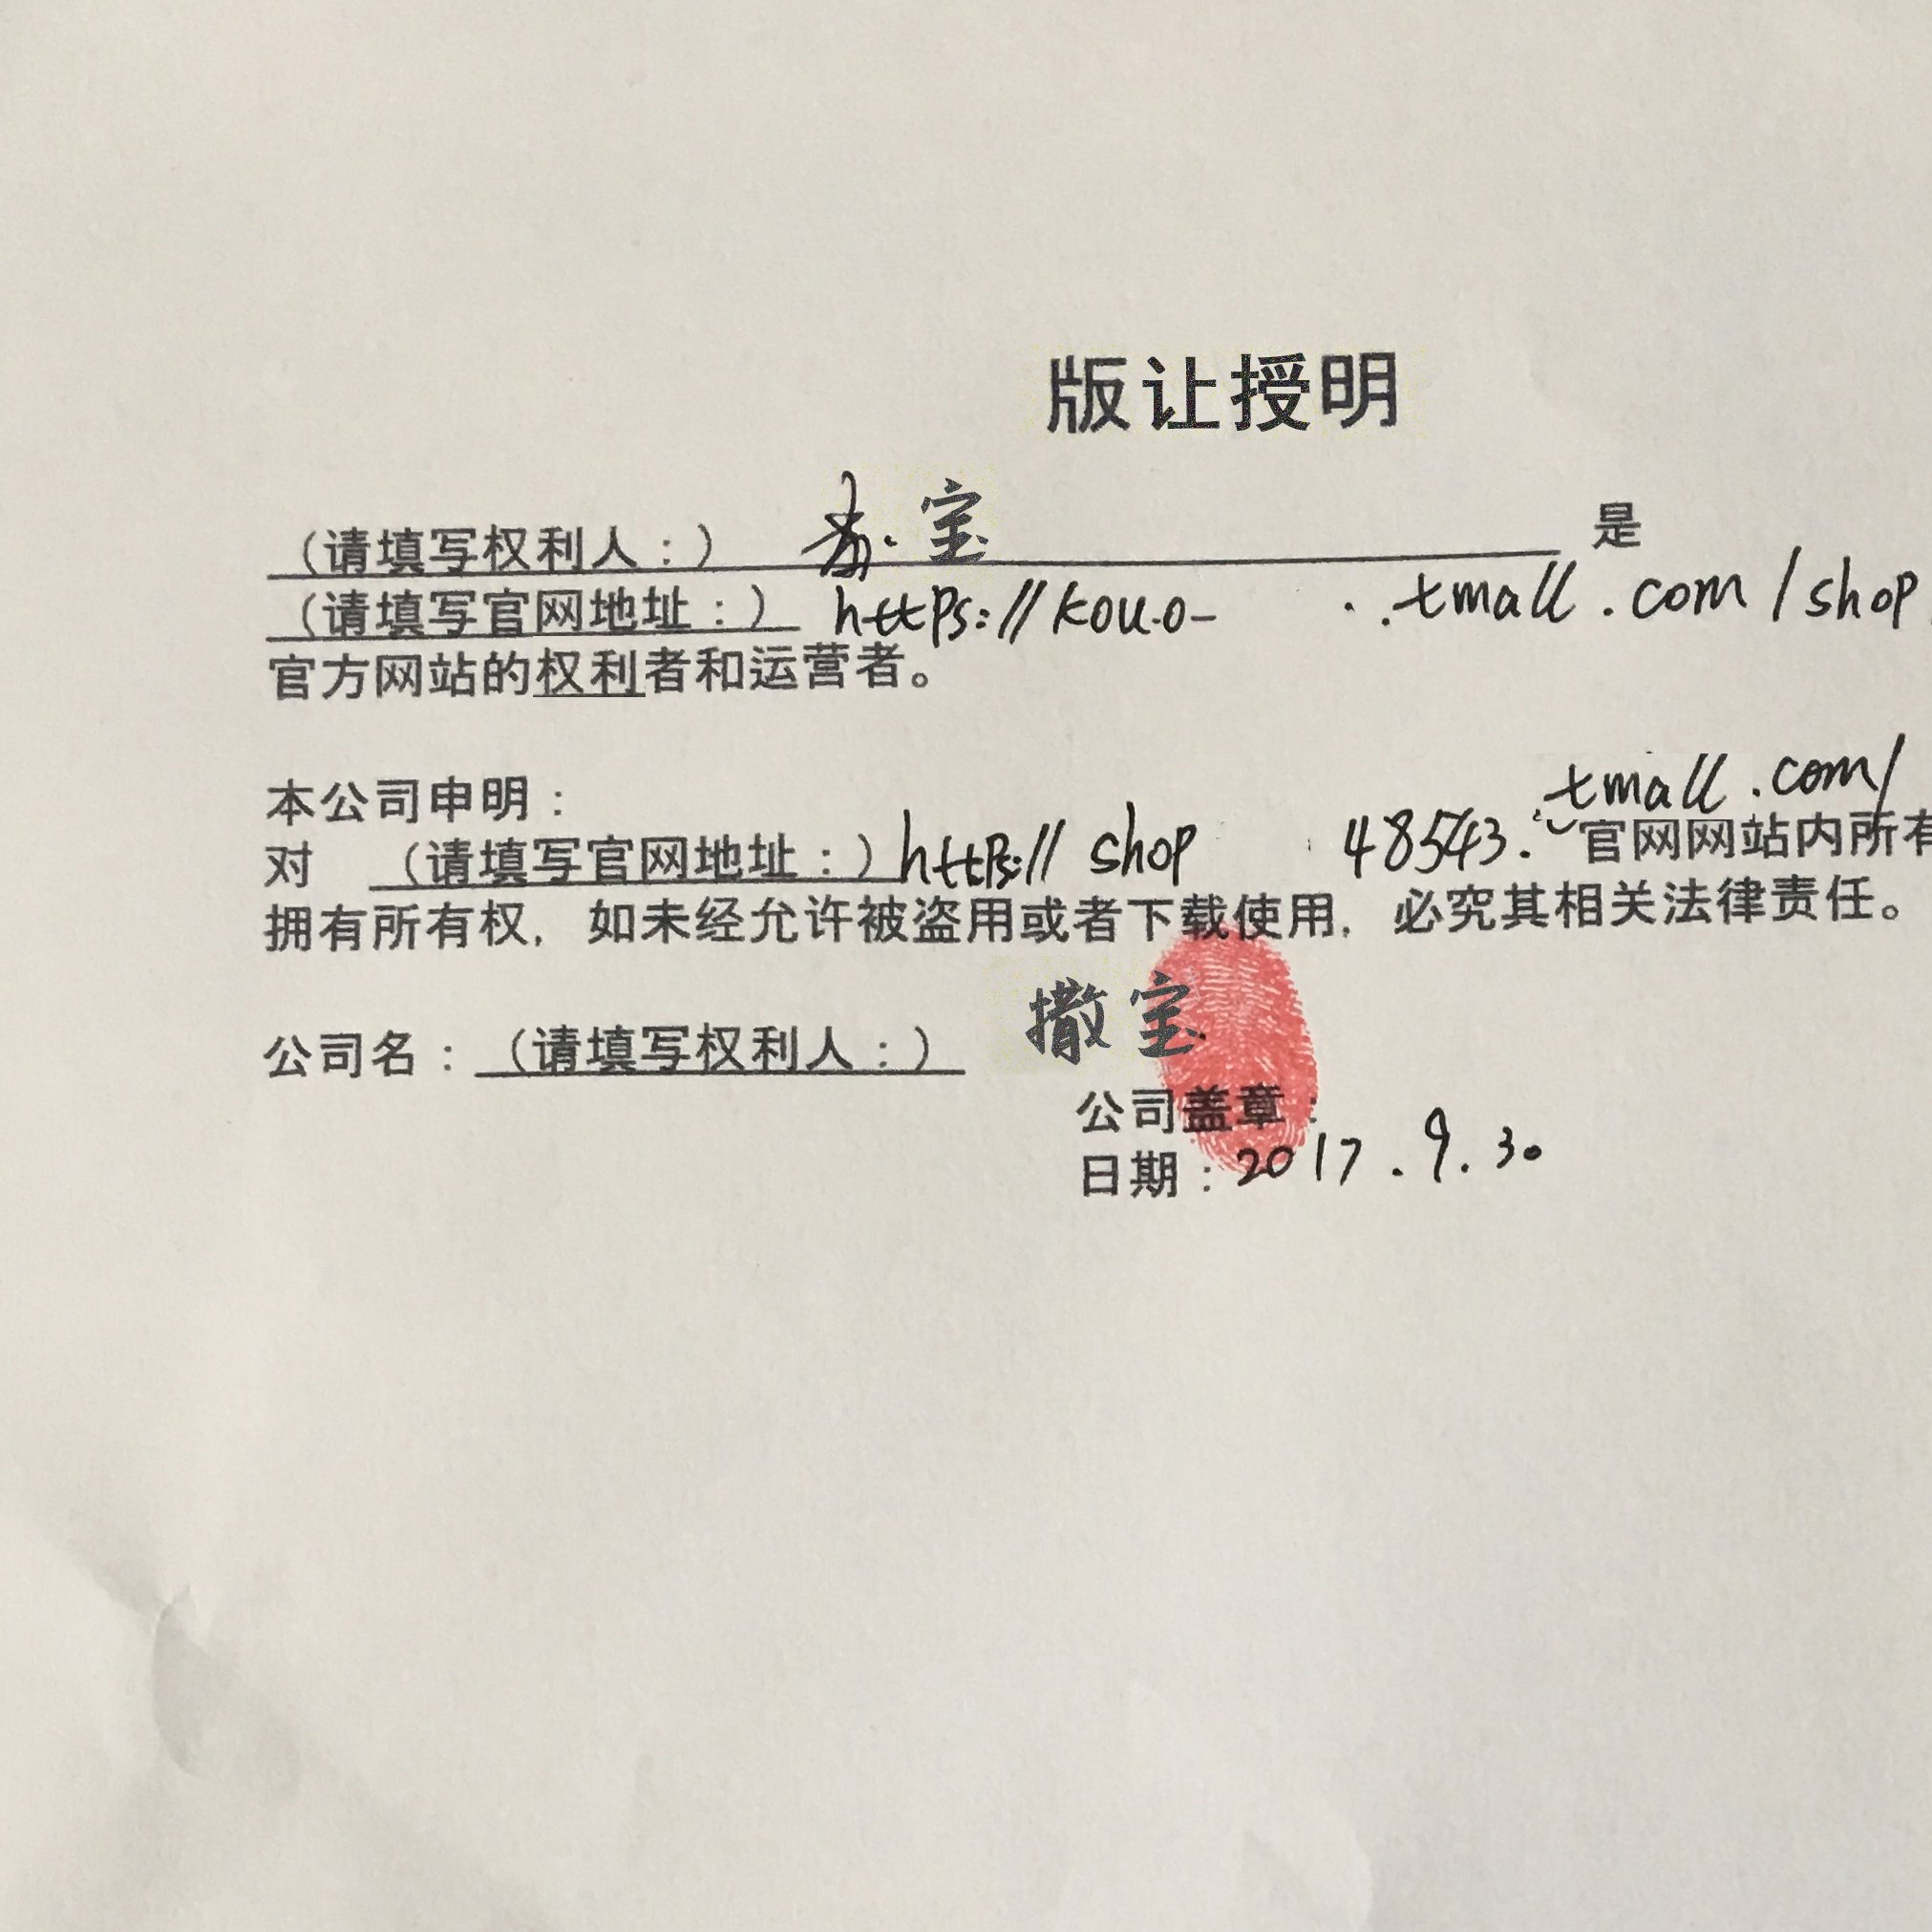 版让授明
（请填写权利人：） 宝 是
（请填写官网地址：） https://kou.o- .tmall.com/shop
官方网站的权利者和运营者。
本公司申明：
tmall.com/
对 （请填写官网地址：）https:// shop 48543. 官网网站内所有
拥有所有权，如未经允许被盗用或者下载使用，必究其相关法律责任。
公司名：（请填写权利人：） 撒宝
公司盖章：
日期：2017.9.30